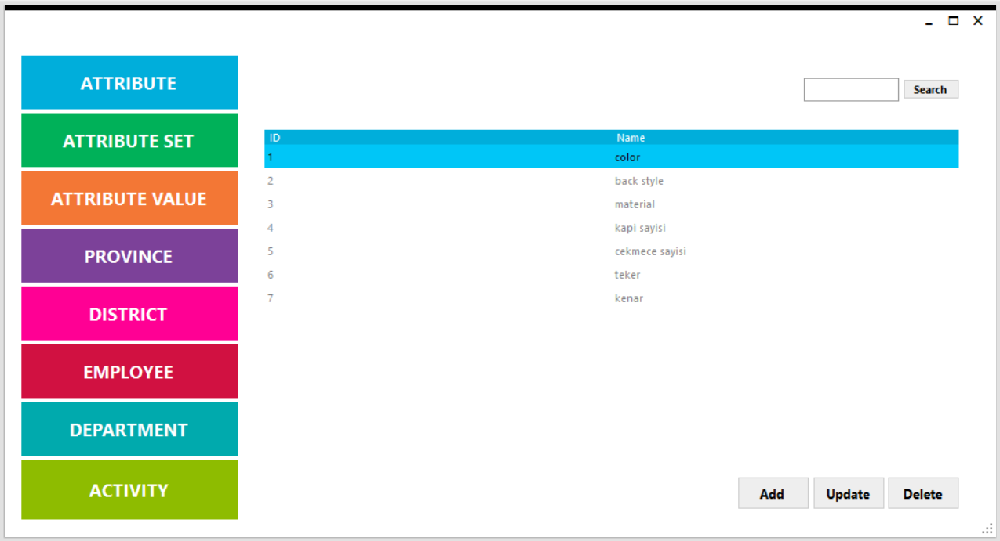 ATTRIBUTE
ATTRIBUTE SET
ATTRIBUTE VALUE
PROVINCE
DISTRICT
EMPLOYEE
DEPARTMENT
ACTIVITY
Search
ID Name
1 color
2 back style
3 material
4 kapi sayisi
5 cekmece sayisi
6 teker
7 kenar
Add Update Delete